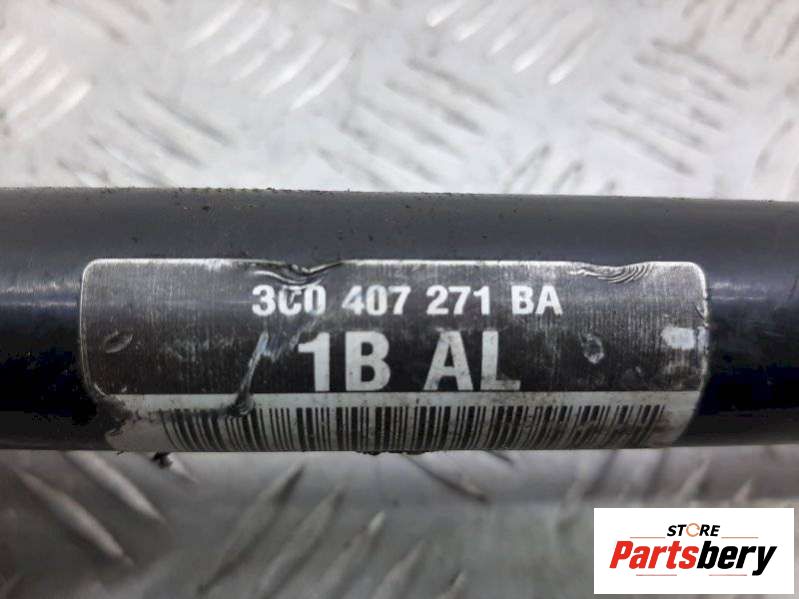 3C0 407 271 BA
1B AL
STORE
Partsbery